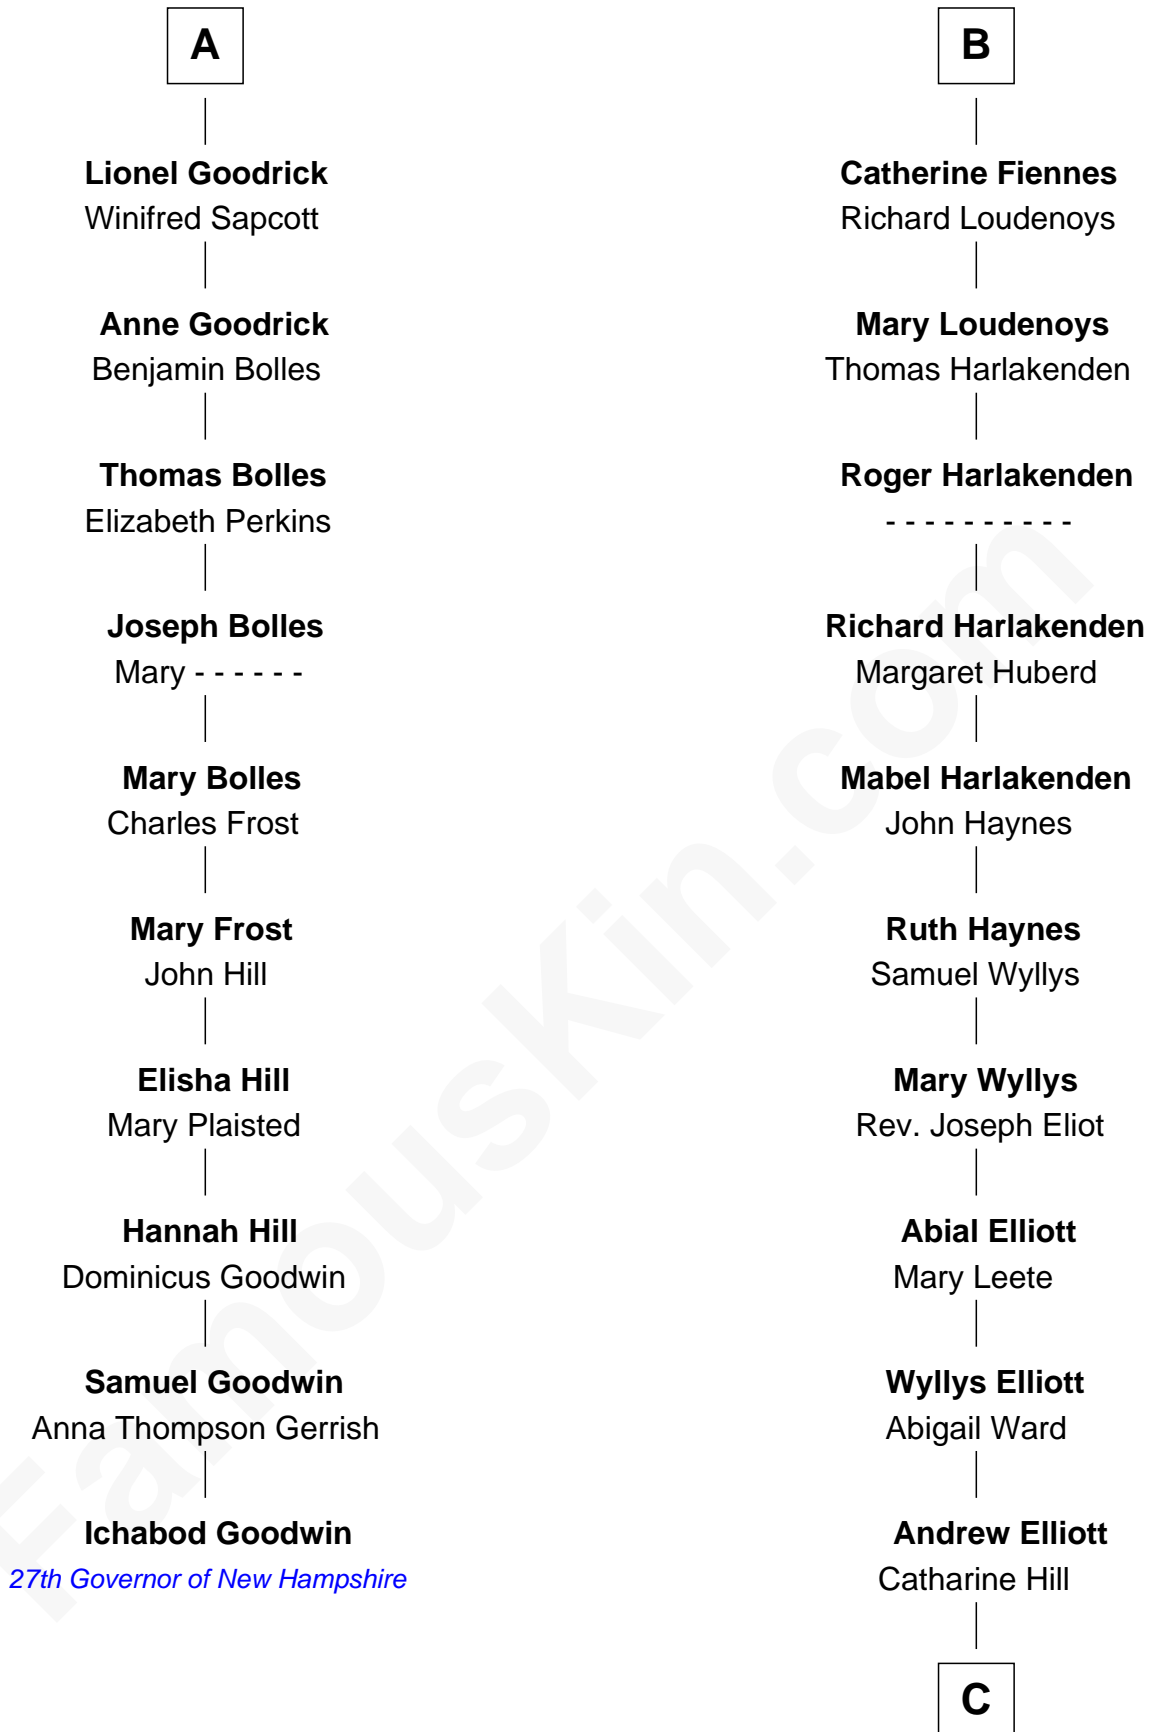 A
Lionel Goodrick
Winifred Sapcott
Anne Goodrick
Benjamin Bolles
Thomas Bolles
Elizabeth Perkins
Joseph Bolles
Mary - - - - - -
Mary Bolles
Charles Frost
Mary Frost
John Hill
Elisha Hill
Mary Plaisted
Hannah Hill
Dominicus Goodwin
Samuel Goodwin
Anna Thompson Gerrish
Ichabod Goodwin
27th Governor of New Hampshire
B
Catherine Fiennes
Richard Loudenoys
Mary Loudenoys
Thomas Harlakenden
Roger Harlakenden
- - - - - - - - - -
Richard Harlakenden
Margaret Huberd
Mabel Harlakenden
John Haynes
Ruth Haynes
Samuel Wyllys
Mary Wyllys
Rev. Joseph Eliot
Abial Elliott
Mary Leete
Wyllys Elliott
Abigail Ward
Andrew Elliott
Catharine Hill
C
FamousKin.com